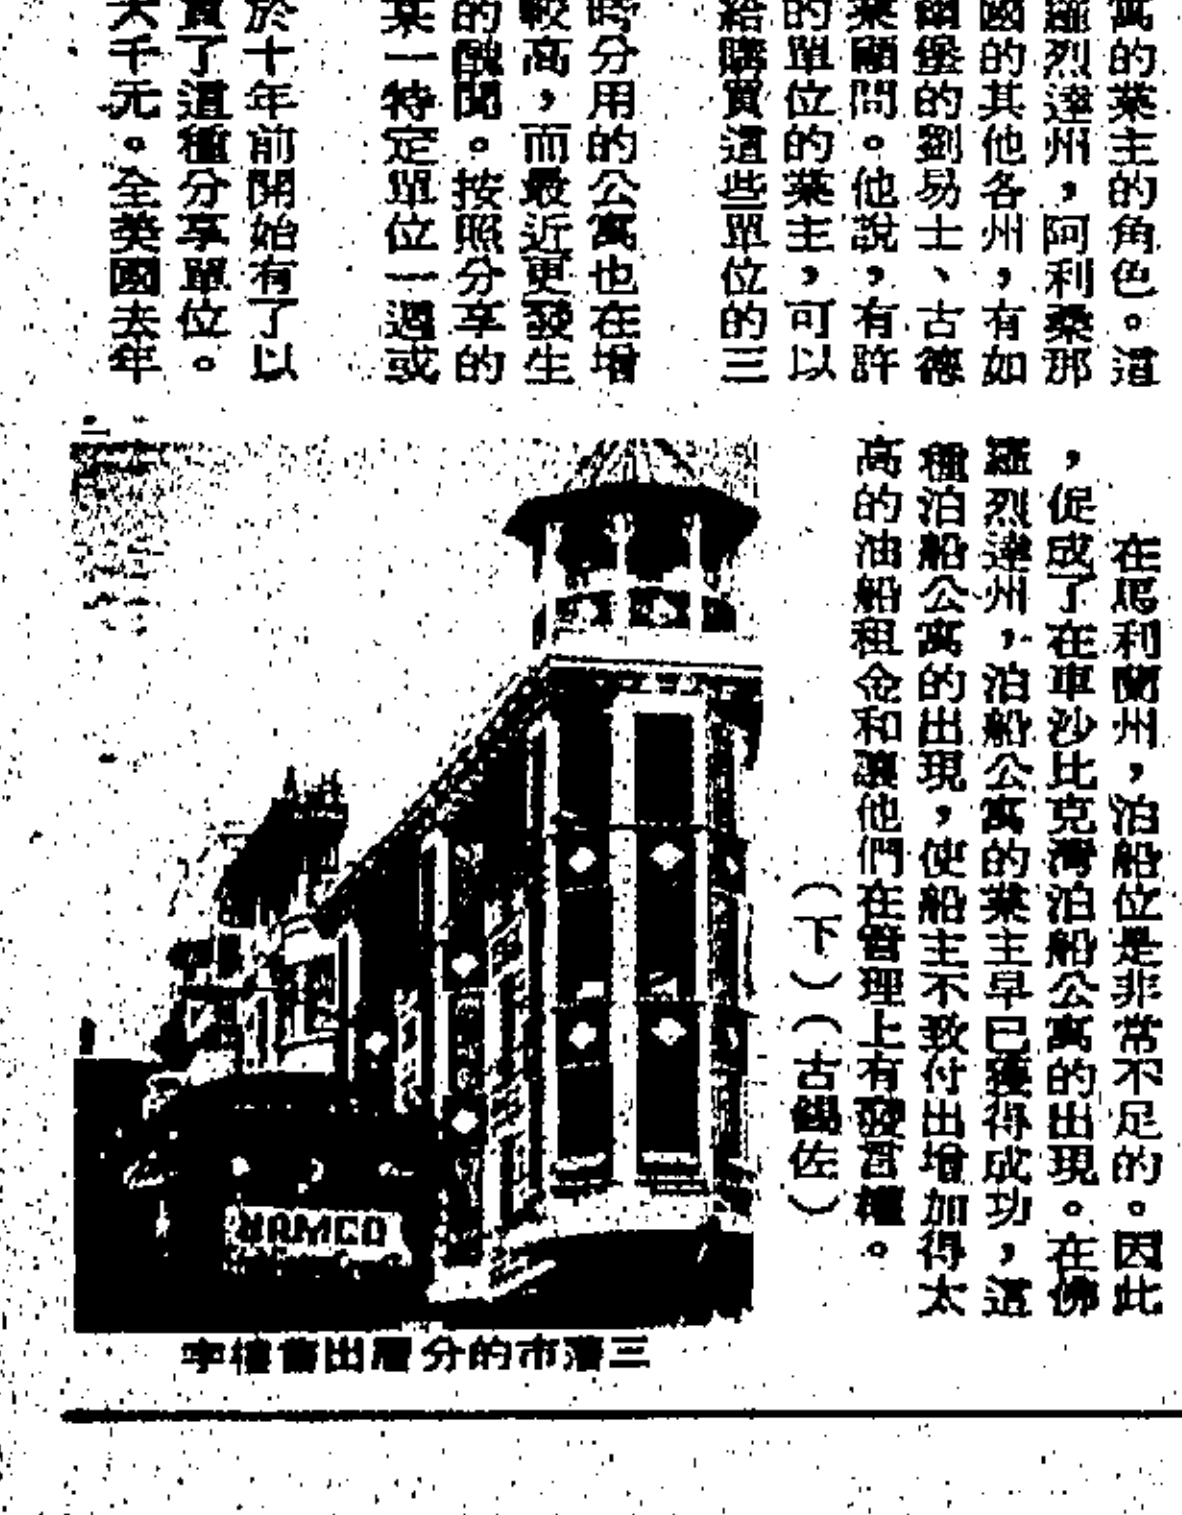 寓的業主的角色。這
羅烈達州，阿利桑那
國的其他各州，有如
爾堡的劉易士、古德
業顧問。他說，有許
的單位的業主，可以
給購買這些單位的三
時分用的公寓也在增
較高，而最近更發生
的醜聞。按照分享的
某一特定單位一週或
於十年前開始有了以
買了這種分享單位。
六千元。全美國去年
在馬利蘭州，泊船位是非常不足的。因此
，促成了在車沙比克灣泊船公寓的出現。在佛
羅烈達州，泊船公寓的業主早已獲得成功，這
種泊船公寓的出現，使船主不致付出增加得太
高的油船租金和讓他們在管理上有發言權。
（下）（古錫佐）
三藩市的分層出售樓宇
NAMCO